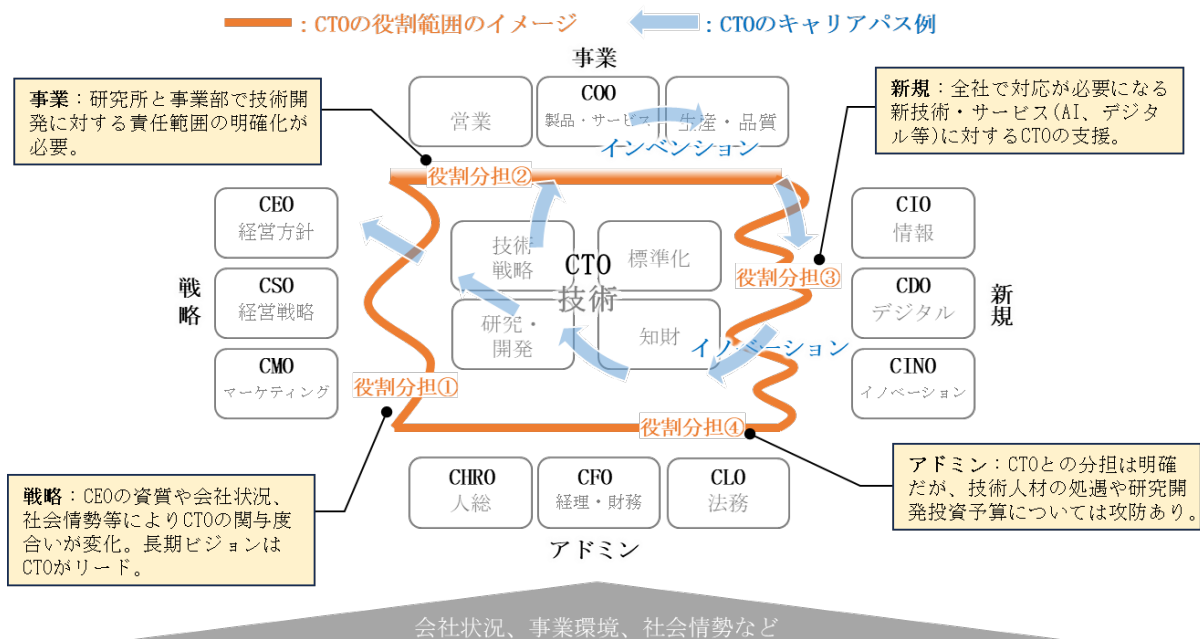 ：CTOの役割範囲のイメージ
：CTOのキャリアパス例
事業
事業：研究所と事業部で技術開
発に対する責任範囲の明確化が
必要。
営業
COO
製品・サービス
生産・品質
インベンション
新規：全社で対応が必要になる
新技術・サービス(AI、デジタ
ル等)に対するCTOの支援。
役割分担②
戦略
CEO
経営方針
CSO
経営戦略
CMO
マーケティング
技術
戦略
標準化
CTO
技術
研究・
開発
知財
イノベーション
役割分担③
CIO
情報
CDO
デジタル
CINO
イノベーション
新規
役割分担①
役割分担④
戦略：CEOの資質や会社状況、
社会情勢等によりCTOの関与度
合いが変化。長期ビジョンは
CTOがリード。
CHRO
人総
CFO
経理・財務
CLO
法務
アドミン
アドミン：CTOとの分担は明確
だが、技術人材の処遇や研究開
発投資予算については攻防あり。
会社状況、事業環境、社会情勢など